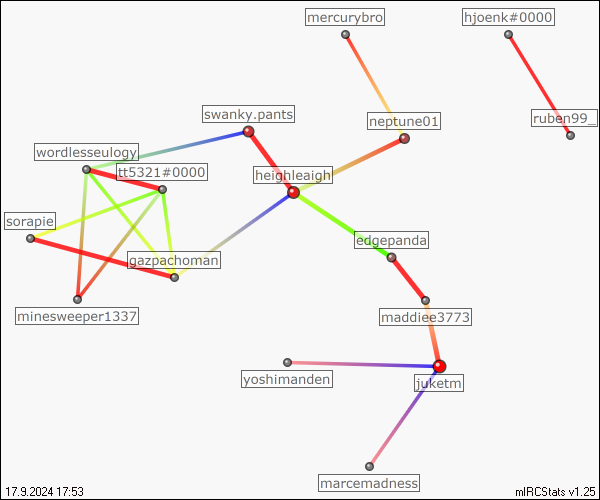 mercurybro
hjoenk#0000
swanky.pants
neptune01
ruben99_
wordlesseulogy
tt5321#0000
heighleaigh
sorapie
edgepanda
gazpachoman
minesweeper1337
maddiee3773
yoshimanden
juketm
marcemadness
17.9.2024 17:53
mIRCStats v1.25